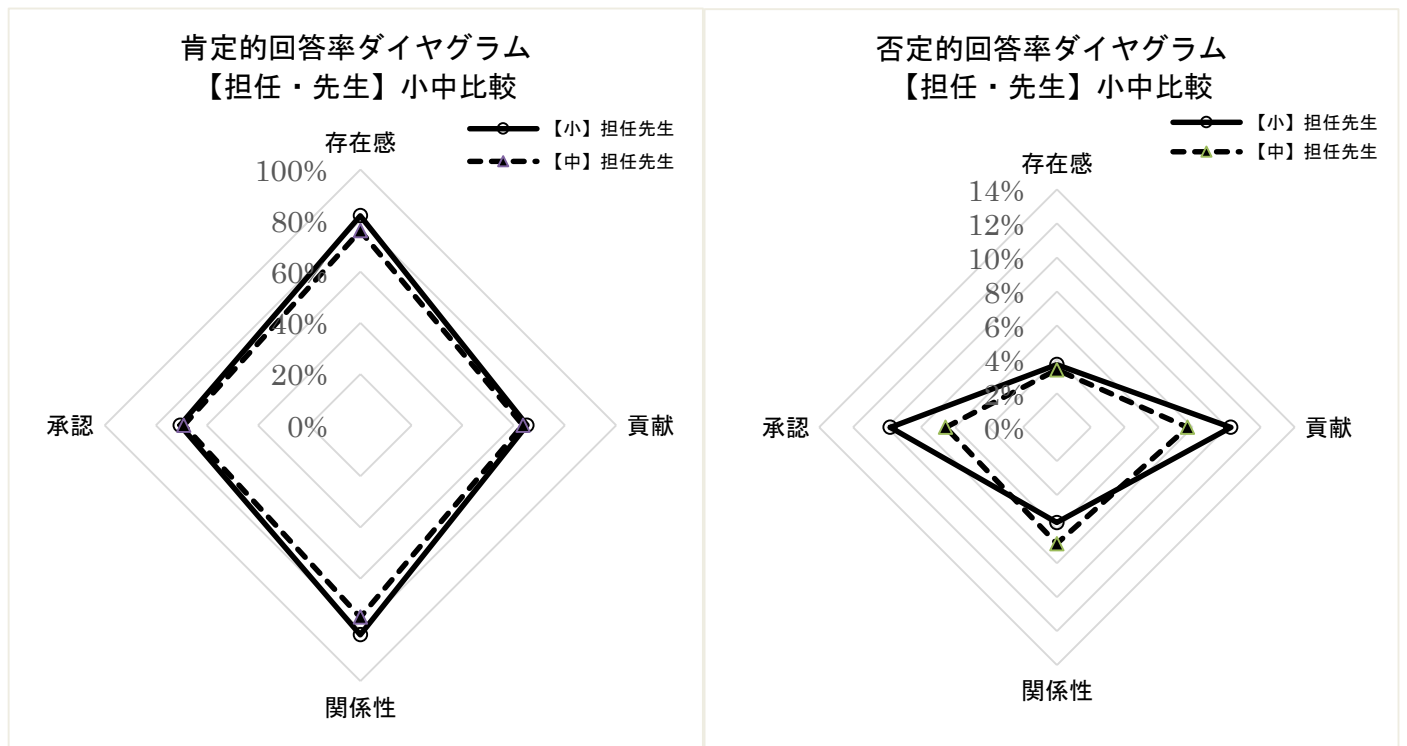 肯定的回答率ダイヤグラム
【担任・先生】小中比較
【小】担任先生
【中】担任先生
存在感
100%
80%
60%
40%
20%
0%
承認
貢献
関係性
否定的回答率ダイヤグラム
【担任・先生】小中比較
【小】担任先生
【中】担任先生
存在感
14%
12%
10%
8%
6%
4%
2%
0%
承認
貢献
関係性